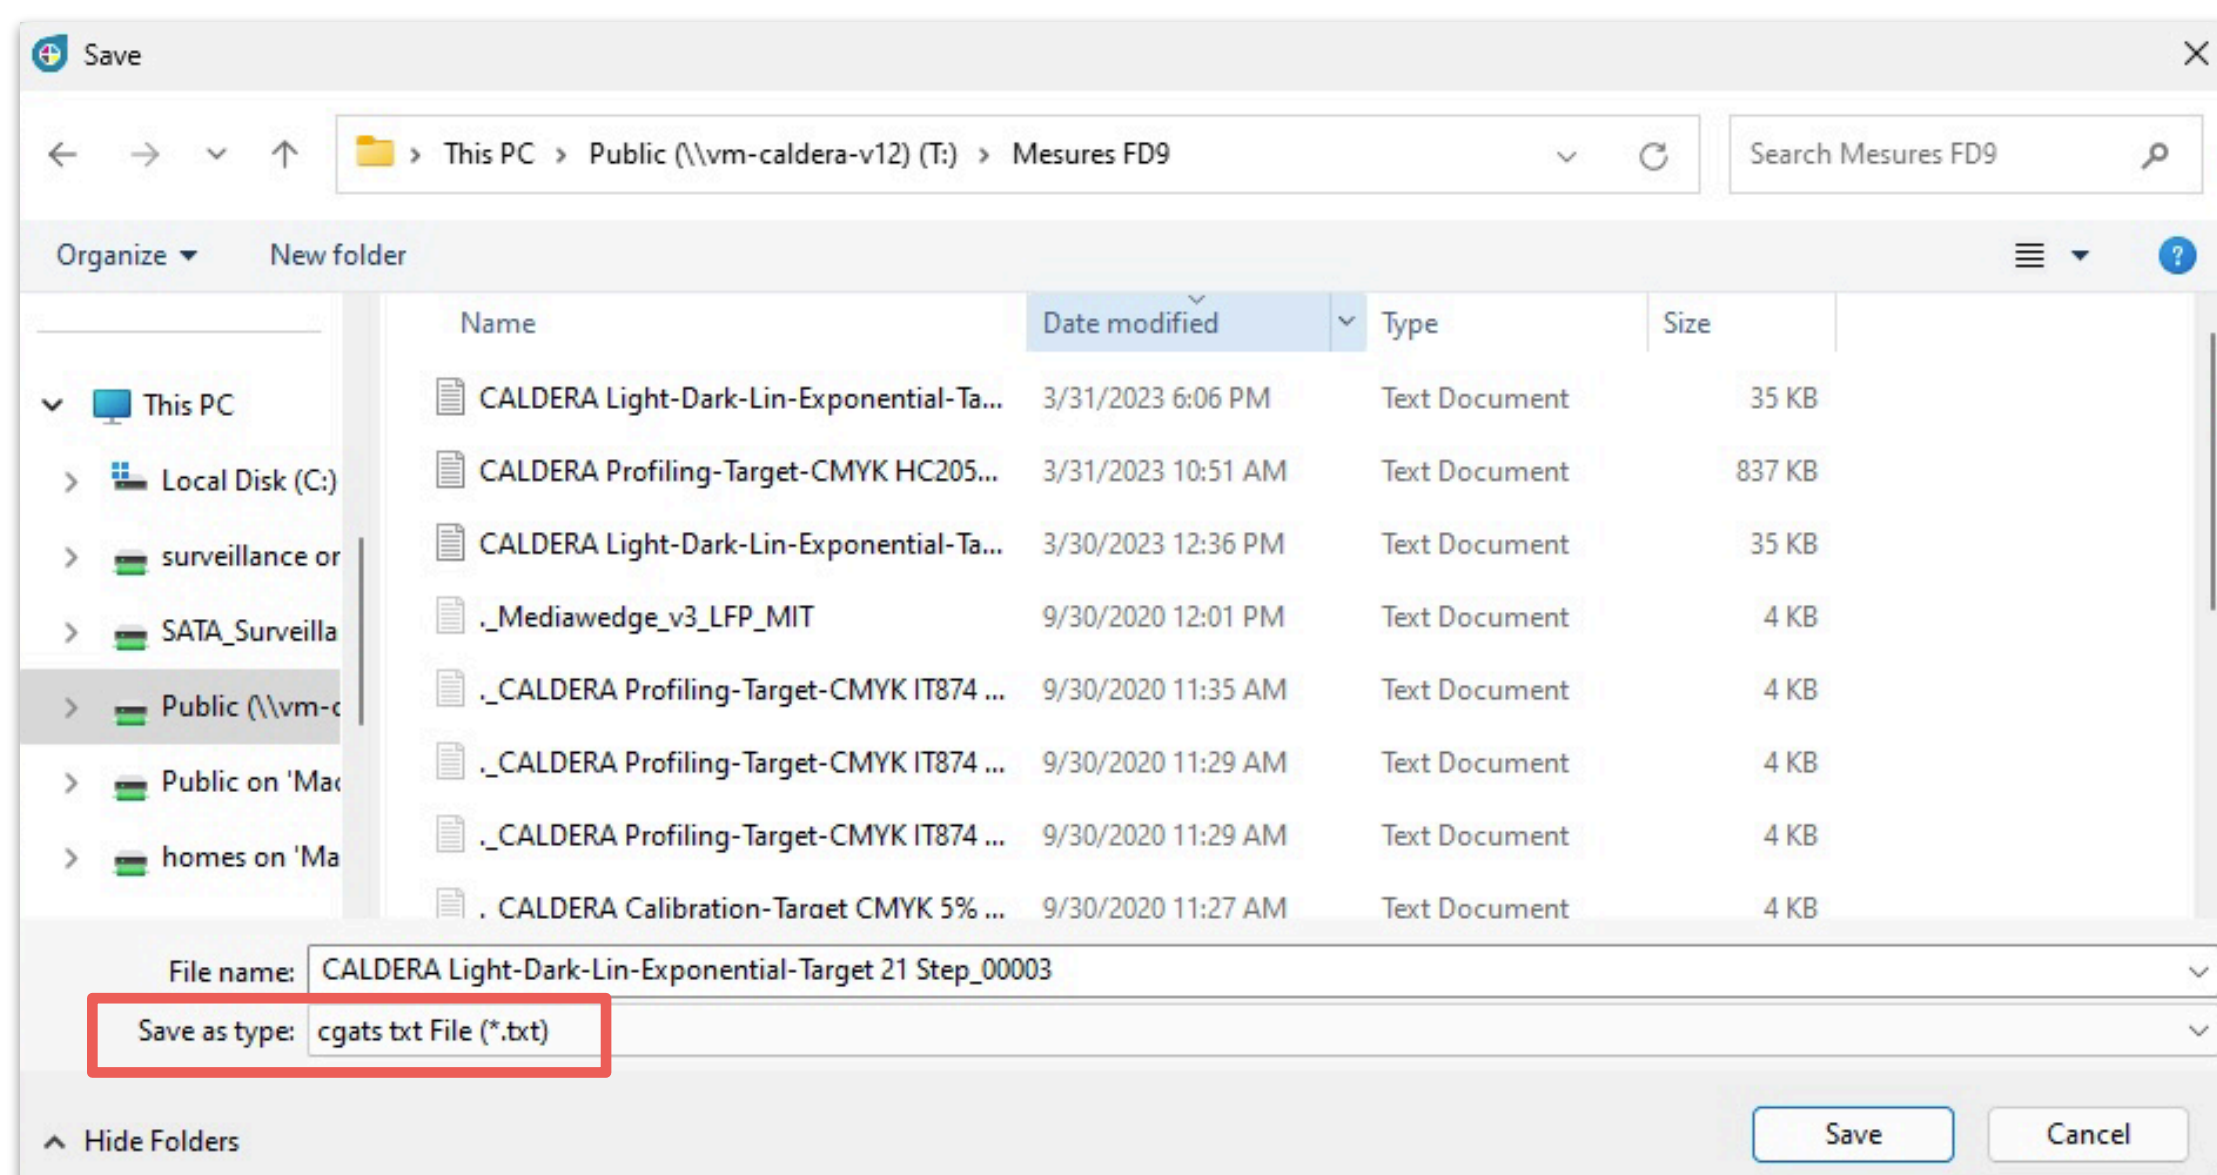 Save
This PC > Public (\\vm-caldera-v12) (T:) > Mesures FD9
Search Mesures FD9
Organize
New folder
Name Date modified Type Size
This PC
Local Disk (C:)
surveillance or
SATA_Surveilla
Public (\\vm-c
Public on 'Mac
homes on 'Ma
CALDERA Light-Dark-Lin-Exponential-Ta... 3/31/2023 6:06 PM Text Document 35 KB
CALDERA Profiling-Target-CMYK HC205... 3/31/2023 10:51 AM Text Document 837 KB
CALDERA Light-Dark-Lin-Exponential-Ta... 3/30/2023 12:36 PM Text Document 35 KB
._Mediawedge_v3_LFP_MIT 9/30/2020 12:01 PM Text Document 4 KB
._CALDERA Profiling-Target-CMYK IT874 ... 9/30/2020 11:35 AM Text Document 4 KB
._CALDERA Profiling-Target-CMYK IT874 ... 9/30/2020 11:29 AM Text Document 4 KB
._CALDERA Profiling-Target-CMYK IT874 ... 9/30/2020 11:29 AM Text Document 4 KB
._CALDERA Calibration-Target CMYK 5% ... 9/30/2020 11:27 AM Text Document 4 KB
File name: CALDERA Light-Dark-Lin-Exponential-Target 21 Step_00003
Save as type: cgats txt File (*.txt)
Hide Folders
Save
Cancel